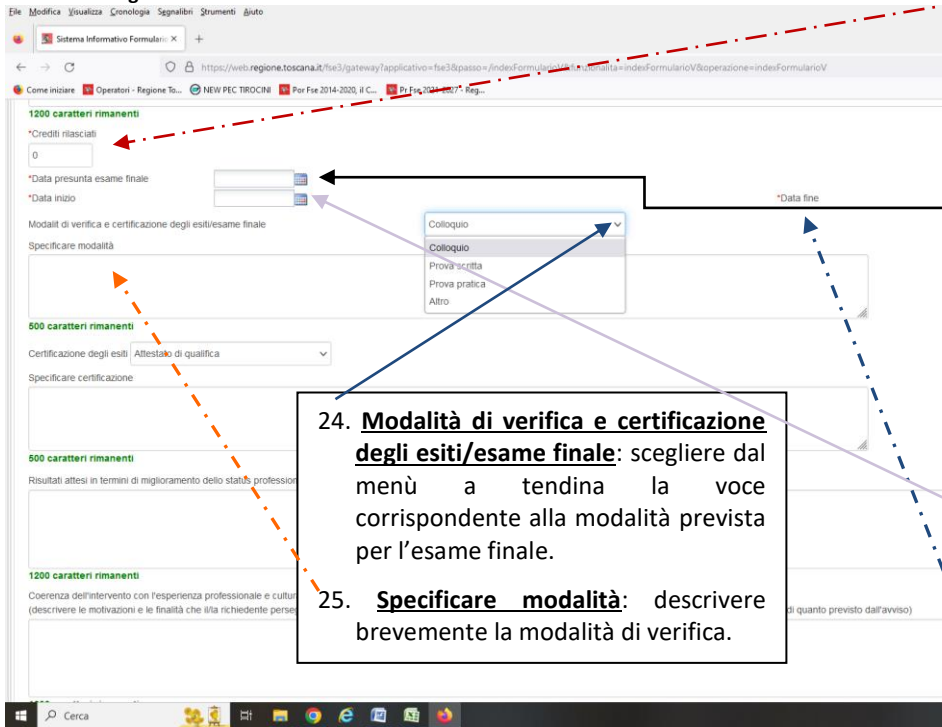 File Modifica Visualizza Cronologia Segnalibri Strumenti Aiuto
Sistema Informativo Formulario × +
https://web.regione.toscana.it/fse3/gateway?applicativo=fse3&passo=/indexFormularioV&funzionalita=indexFormularioV&operazione=indexFormularioV
Come iniziare Operatori - Regione To... NEW PEC TIROCINI Por Fse 2014-2020, il C... Pr Fse 2021-2027 - Reg...
1200 caratteri rimanenti
*Crediti rilasciati
0
*Data presunta esame finale
*Data inizio *Data fine
Modalit di verifica e certificazione degli esiti/esame finale Colloquio
Specificare modalità
Colloquio
Prova scritta
Prova pratica
Altro
500 caratteri rimanenti
Certificazione degli esiti Attestato di qualifica
Specificare certificazione
24. Modalità di verifica e certificazione
degli esiti/esame finale: scegliere dal
menù a tendina la voce
corrispondente alla modalità prevista
per l'esame finale.
25. Specificare modalità: descrivere
brevemente la modalità di verifica.
500 caratteri rimanenti
Risultati attesi in termini di miglioramento dello status profession
1200 caratteri rimanenti
Coerenza dell'intervento con l'esperienza professionale e cultur
(descrivere le motivazioni e le finalità che il/la richiedente perseg di quanto previsto dall'avviso)
Cerca